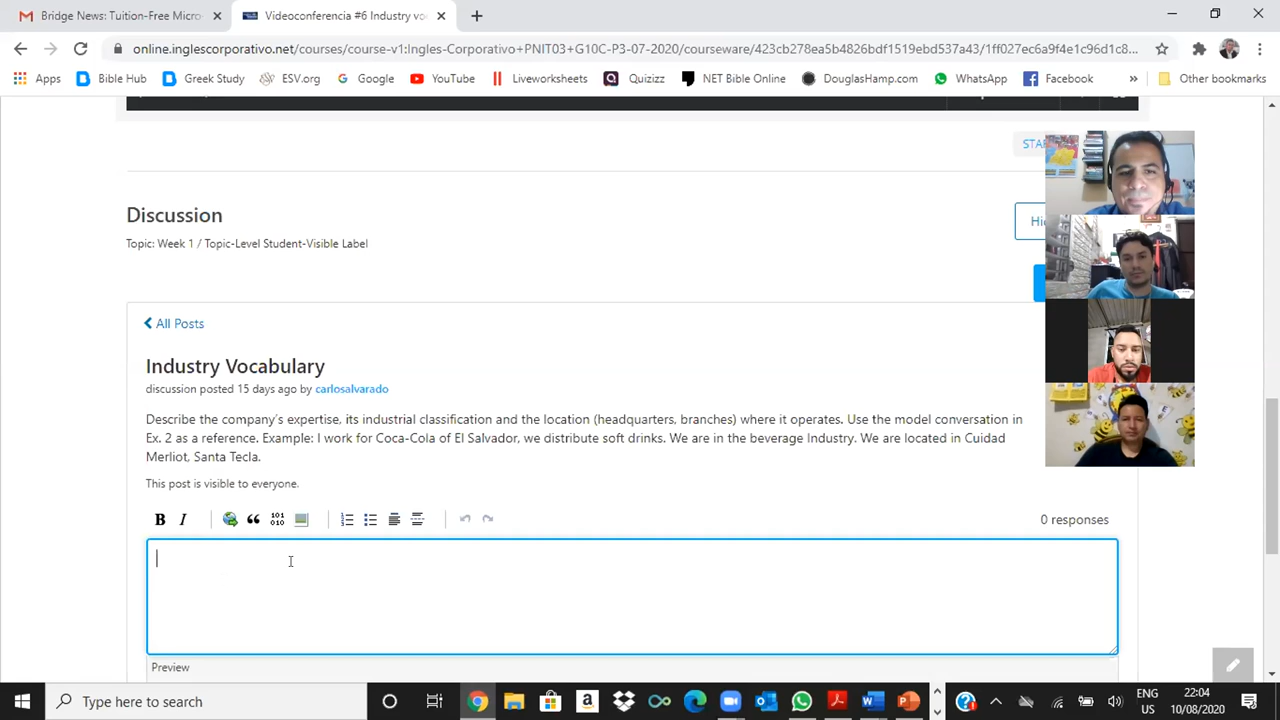 Bridge News: Tuition-Free Micro
Videoconferencia #6 Industry vo
online.inglescorporativo.net/courses/course-v1:Ingles-Corporativo+PNIT03+G10C-P3-07-2020/courseware/423cb278ea5b4826bdf1519ebd537a43/1ff027ec6a9f4e1c96d1c8...
Apps
Bible Hub
Greek Study
ESV.org
Google
YouTube
Liveworksheets
Quizizz
NET Bible Online
DouglasHamp.com
WhatsApp
Facebook
Other bookmarks
Discussion
Topic: Week 1 / Topic-Level Student-Visible Label
All Posts
Industry Vocabulary
discussion posted 15 days ago by carlosalvarado
Describe the company's expertise, its industrial classification and the location (headquarters, branches) where it operates. Use the model conversation in
Ex. 2 as a reference. Example: I work for Coca-Cola of El Salvador, we distribute soft drinks. We are in the beverage Industry. We are located in Cuidad
Merliot, Santa Tecla.
This post is visible to everyone.
0 responses
Preview
Type here to search
ENG
US
22:04
10/08/2020